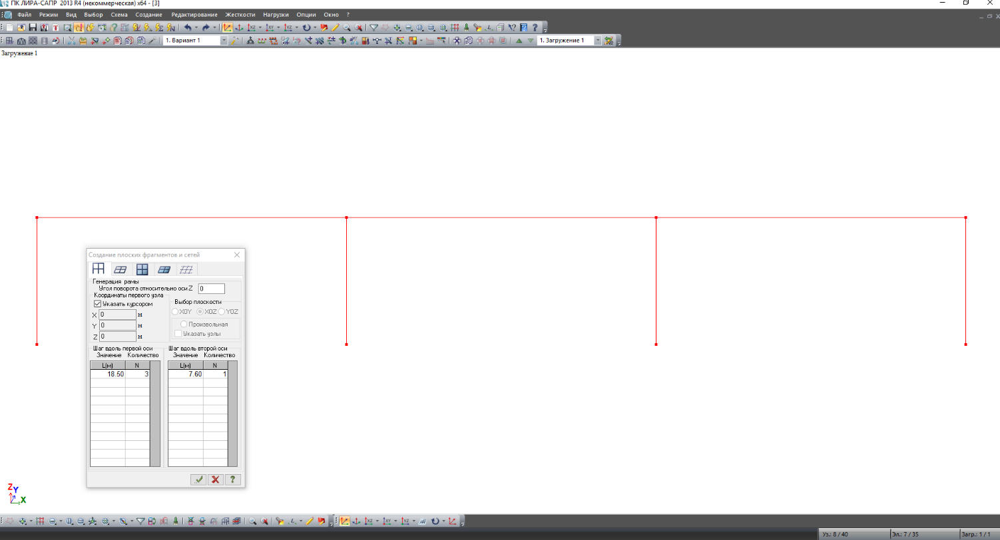 ПК ЛИРА-САПР 2013 R4 (некоммерческая) x64 - [3]
Файл Режим Вид Выбор Схема Создание Редактирование Жесткости Нагрузки Опции Окно ?
1. Вариант 1
1. Загружение 1
Загружение 1
Создание плоских фрагментов и сетей
Генерация рамы
Угол поворота относительно оси Z 0
Координаты первого узла
Указать курсором
X 0 м
Y 0 м
Z 0 м
Выбор плоскости
XOY XOZ YOZ
Произвольная
Указать узлы
Шаг вдоль первой оси
Значение Количество
L(м) N
18.50 3
Шаг вдоль второй оси
Значение Количество
L(м) N
7.60 1
Z
Y
X
Уз.: 8 / 40
Эл.: 7 / 35
Загр.: 1 / 1